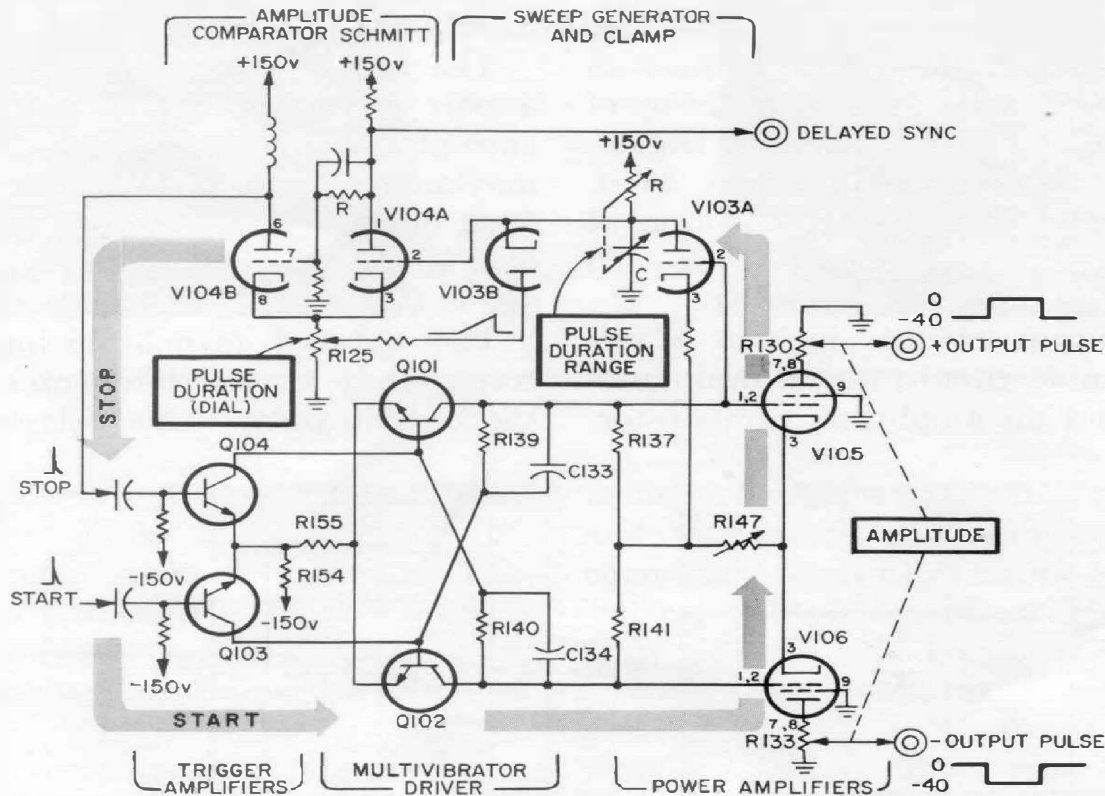 AMPLITUDE
COMPARATOR SCHMITT
SWEEP GENERATOR
AND CLAMP
+150v
+150v
DELAYED SYNC
+150v
R
R
V104A
V103A
6
7
8
1
2
3
1
2
3
C
V104B
V103B
R125
PULSE
DURATION
(DIAL)
PULSE
DURATION
RANGE
0
-40
R130
+ OUTPUT PULSE
7,8
1,2
9
3
V105
STOP
Q101
Q104
R139
C133
R137
STOP
R155
R147
AMPLITUDE
-150v
R154
START
-150v
R140
C134
R141
V106
Q103
-150v
3
1,2
9
7,8
START
Q102
R133
- OUTPUT PULSE
0
-40
TRIGGER
AMPLIFIERS
MULTIVIBRATOR
DRIVER
POWER AMPLIFIERS